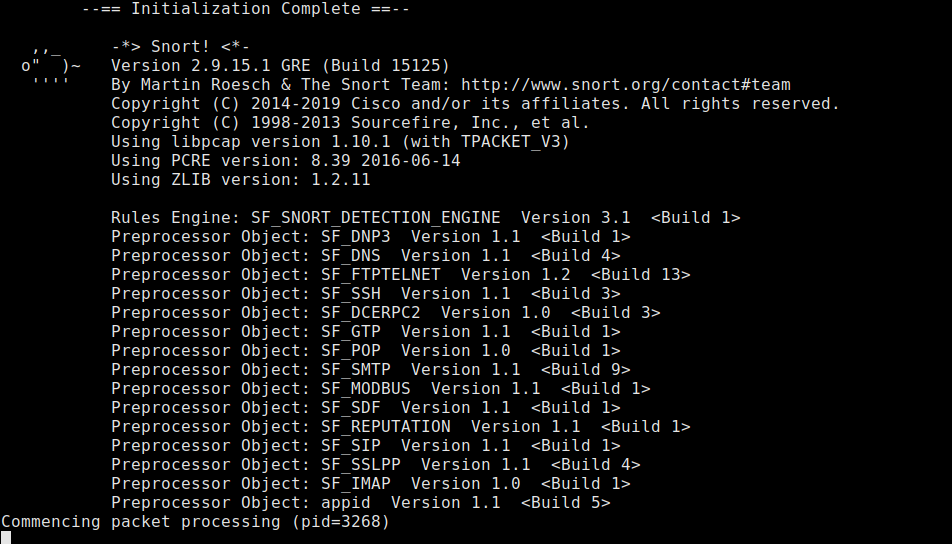 --== Initialization Complete ==--
,,_     -*> Snort! <*-
o"  )~   Version 2.9.15.1 GRE (Build 15125)
''''    By Martin Roesch & The Snort Team: http://www.snort.org/contact#team
Copyright (C) 2014-2019 Cisco and/or its affiliates. All rights reserved.
Copyright (C) 1998-2013 Sourcefire, Inc., et al.
Using libpcap version 1.10.1 (with TPACKET_V3)
Using PCRE version: 8.39 2016-06-14
Using ZLIB version: 1.2.11
Rules Engine: SF_SNORT_DETECTION_ENGINE  Version 3.1  <Build 1>
Preprocessor Object: SF_DNP3  Version 1.1  <Build 1>
Preprocessor Object: SF_DNS  Version 1.1  <Build 4>
Preprocessor Object: SF_FTPTELNET  Version 1.2  <Build 13>
Preprocessor Object: SF_SSH  Version 1.1  <Build 3>
Preprocessor Object: SF_DCERPC2  Version 1.0  <Build 3>
Preprocessor Object: SF_GTP  Version 1.1  <Build 1>
Preprocessor Object: SF_POP  Version 1.0  <Build 1>
Preprocessor Object: SF_SMTP  Version 1.1  <Build 9>
Preprocessor Object: SF_MODBUS  Version 1.1  <Build 1>
Preprocessor Object: SF_SDF  Version 1.1  <Build 1>
Preprocessor Object: SF_REPUTATION  Version 1.1  <Build 1>
Preprocessor Object: SF_SIP  Version 1.1  <Build 1>
Preprocessor Object: SF_SSLPP  Version 1.1  <Build 4>
Preprocessor Object: SF_IMAP  Version 1.0  <Build 1>
Preprocessor Object: appid  Version 1.1  <Build 5>
Commencing packet processing (pid=3268)